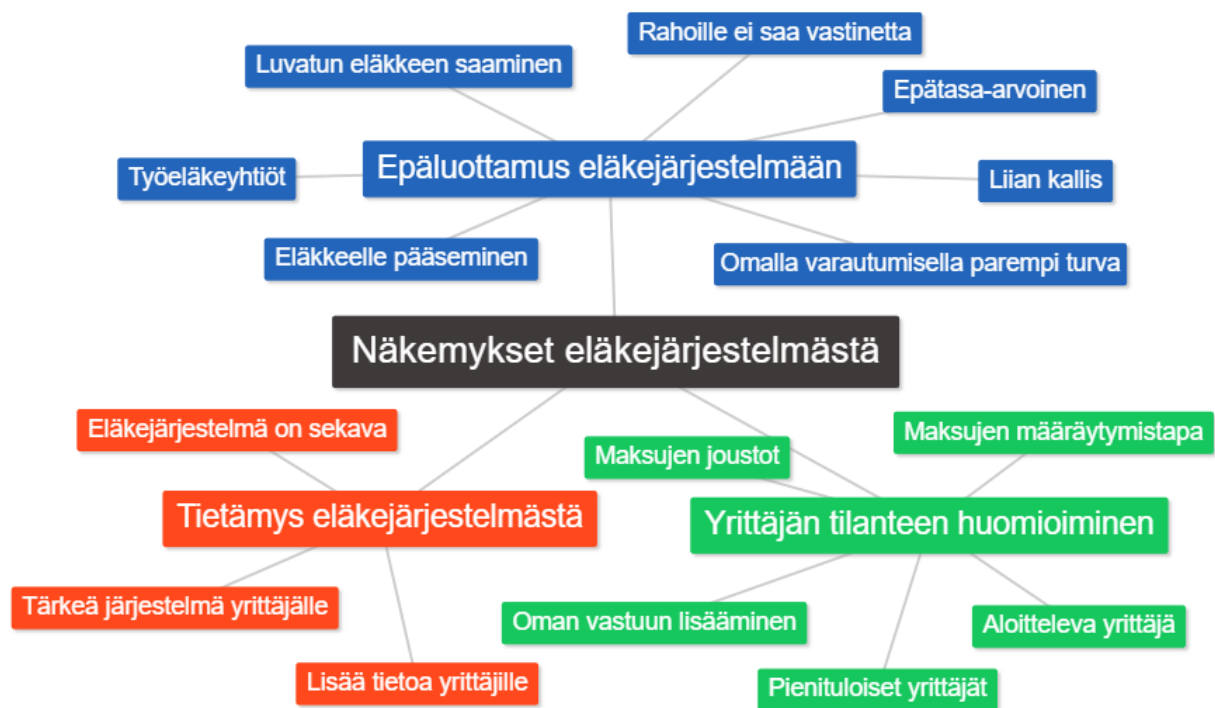 Rahoille ei saa vastinetta
Luvatun eläkkeen saaminen
Epätasa-arvoinen
Epäluottamus eläkejärjestelmään
Työeläkeyhtiöt
Liian kallis
Eläkkeelle pääseminen
Omalla varautumisella parempi turva
Näkemykset eläkejärjestelmästä
Eläkejärjestelmä on sekava
Tietämys eläkejärjestelmästä
Tärkeä järjestelmä yrittäjälle
Lisää tietoa yrittäjille
Maksujen määräytymistapa
Maksujen joustot
Yrittäjän tilanteen huomioiminen
Oman vastuun lisääminen
Aloitteleva yrittäjä
Pienituloiset yrittäjät